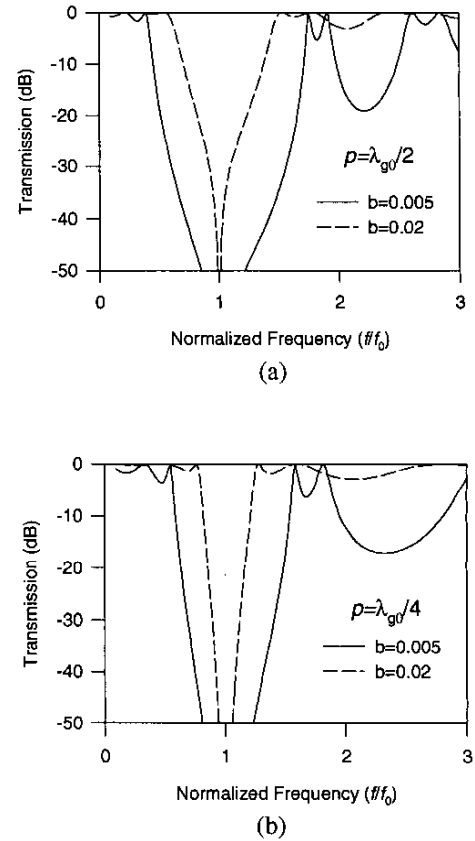 0
-10
-20
-30
-40
-50
Transmission (dB)
p=λg0/2
b=0.005
b=0.02
0 1 2 3
Normalized Frequency (f/f0)
(a)
0
-10
-20
-30
-40
-50
Transmission (dB)
p=λg0/4
b=0.005
b=0.02
0 1 2 3
Normalized Frequency (f/f0)
(b)